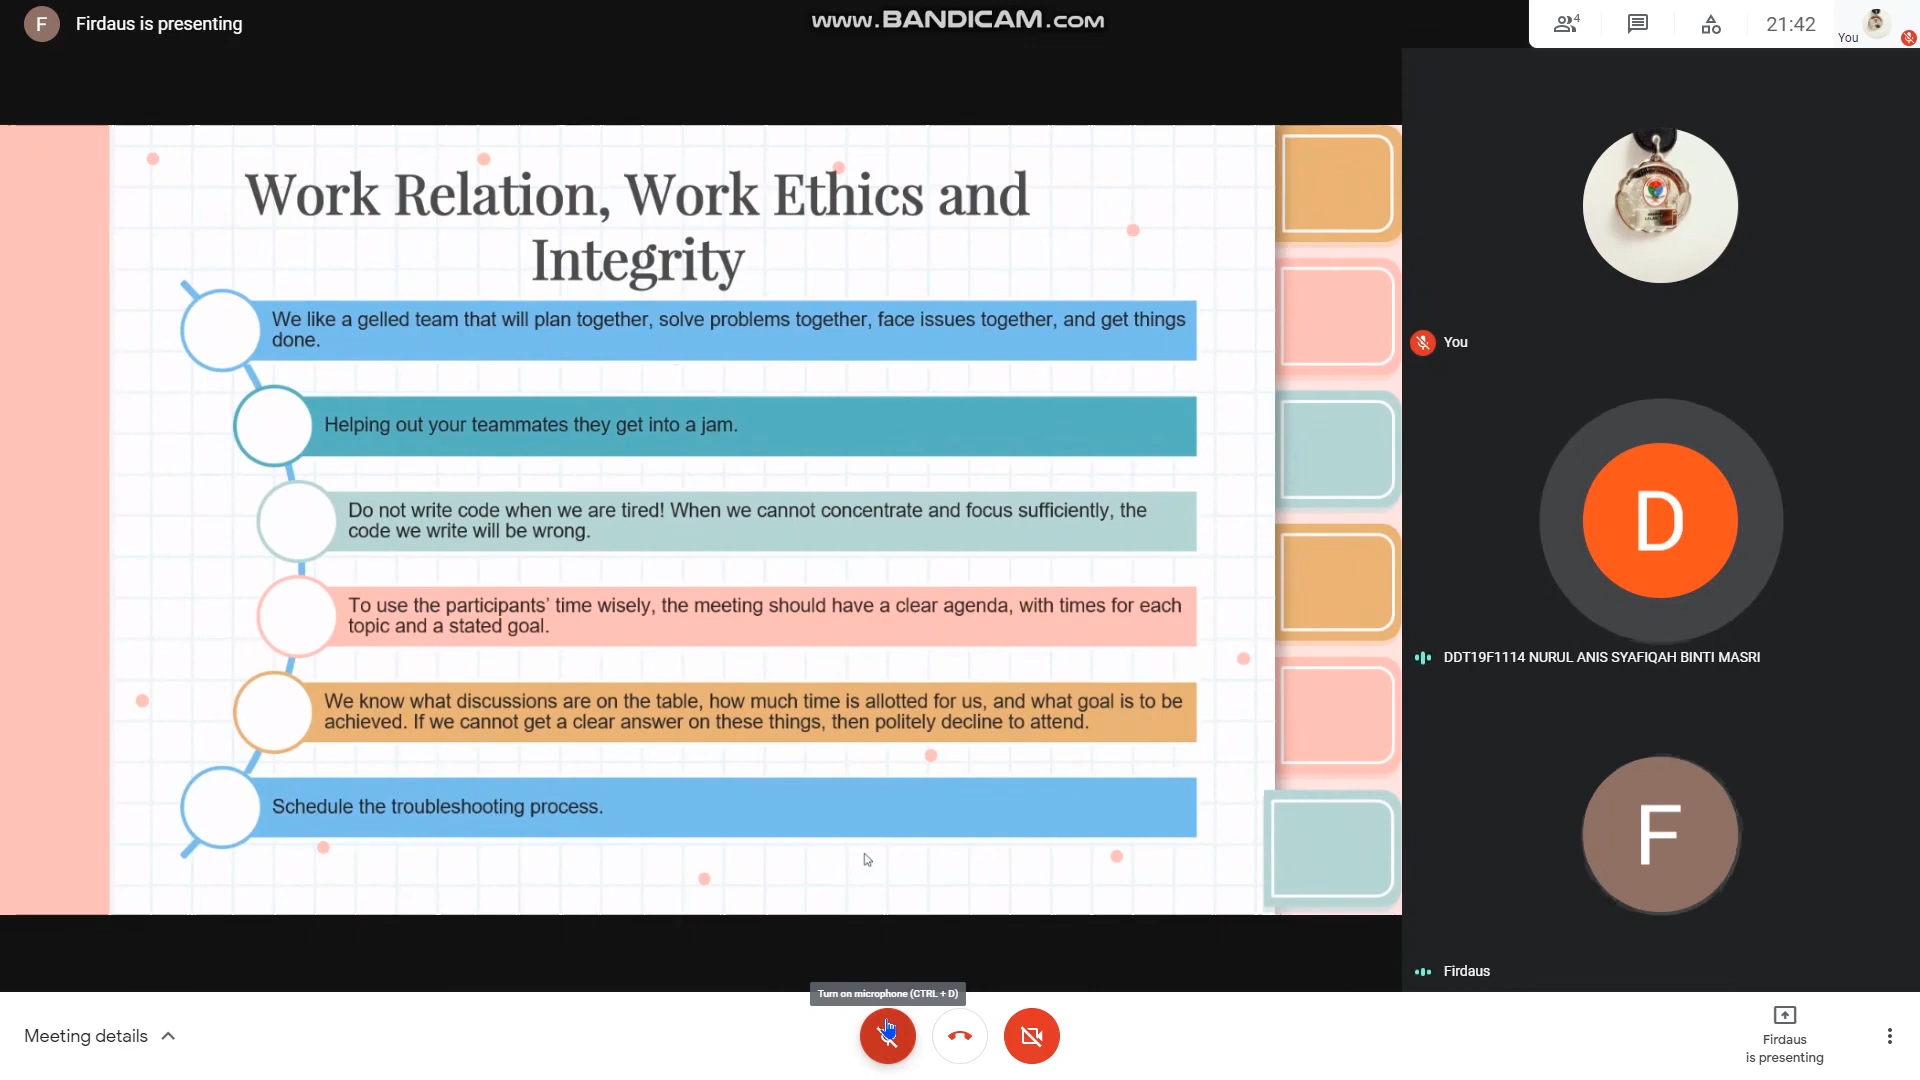 F
Firdaus is presenting
www.BANDICAM.com
4
21:42
You
Work Relation, Work Ethics and
Integrity
We like a gelled team that will plan together, solve problems together, face issues together, and get things
done.
Helping out your teammates they get into a jam.
Do not write code when we are tired! When we cannot concentrate and focus sufficiently, the
code we write will be wrong.
To use the participants’ time wisely, the meeting should have a clear agenda, with times for each
topic and a stated goal.
We know what discussions are on the table, how much time is allotted for us, and what goal is to be
achieved. If we cannot get a clear answer on these things, then politely decline to attend.
Schedule the troubleshooting process.
You
D
DDT19F1114 NURUL ANIS SYAFIQAH BINTI MASRI
F
Firdaus
Turn on microphone (CTRL + D)
Meeting details
Firdaus
is presenting